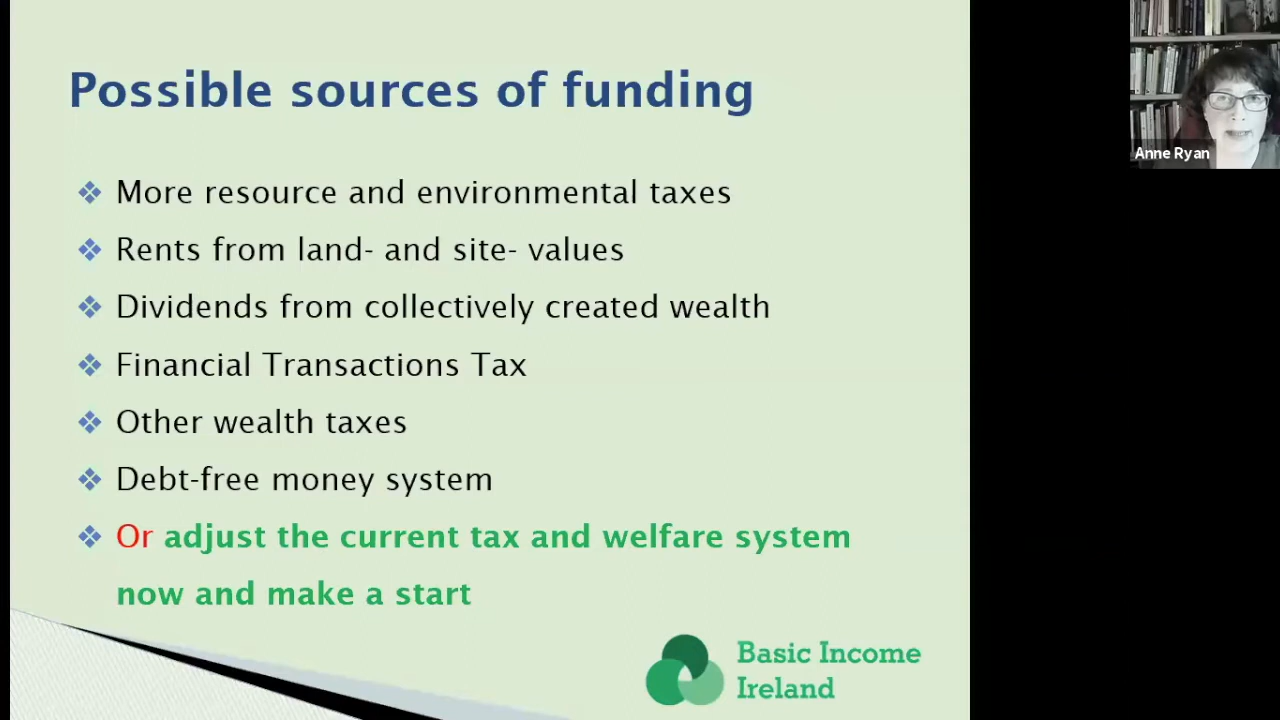 Possible sources of funding
More resource and environmental taxes
Rents from land- and site- values
Dividends from collectively created wealth
Financial Transactions Tax
Other wealth taxes
Debt-free money system
Or adjust the current tax and welfare system
now and make a start
Basic Income
Ireland
Anne Ryan